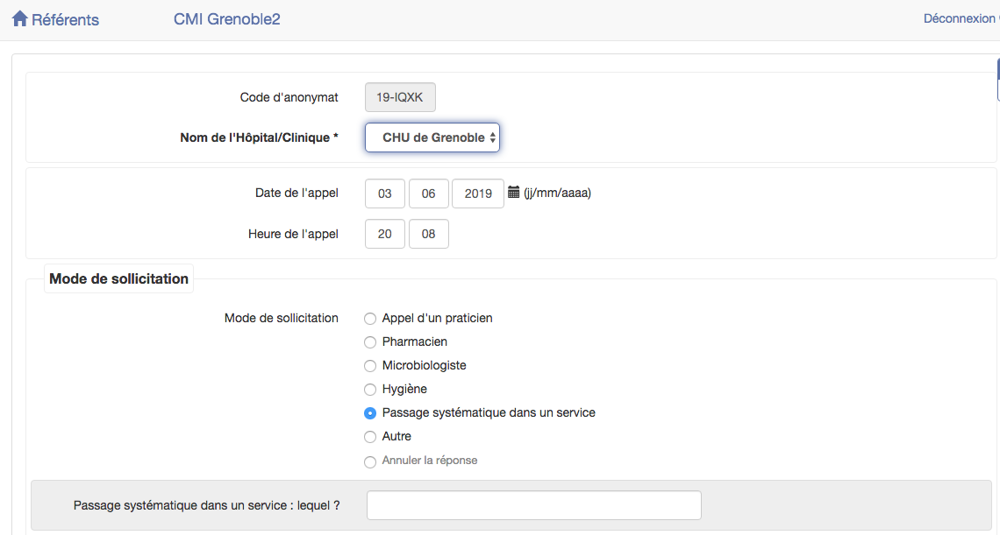 Référents CMI Grenoble2 Déconnexion
Code d'anonymat 19-IQXK
Nom de l'Hôpital/Clinique * CHU de Grenoble
Date de l'appel 03 06 2019 (jj/mm/aaaa)
Heure de l'appel 20 08
Mode de sollicitation
Mode de sollicitation Appel d'un praticien
Pharmacien
Microbiologiste
Hygiène
Passage systématique dans un service
Autre
Annuler la réponse
Passage systématique dans un service : lequel ?